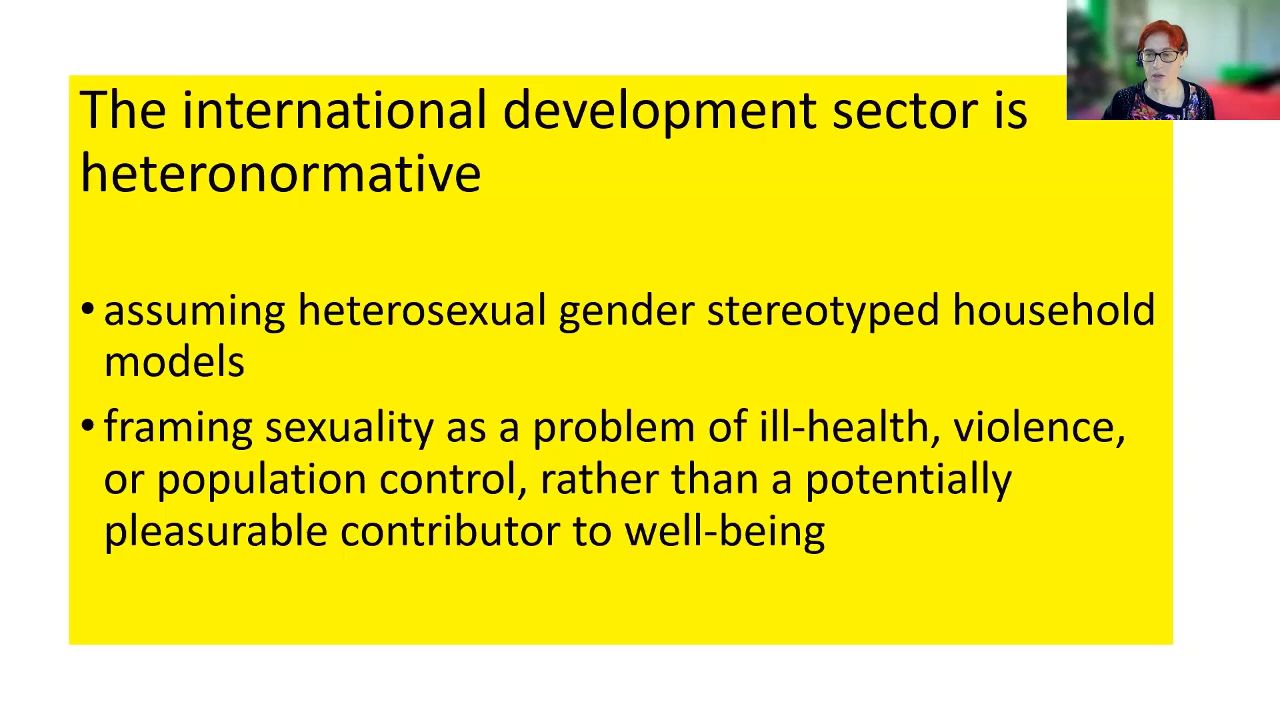 The international development sector is
heteronormative
• assuming heterosexual gender stereotyped household
models
• framing sexuality as a problem of ill-health, violence,
or population control, rather than a potentially
pleasurable contributor to well-being